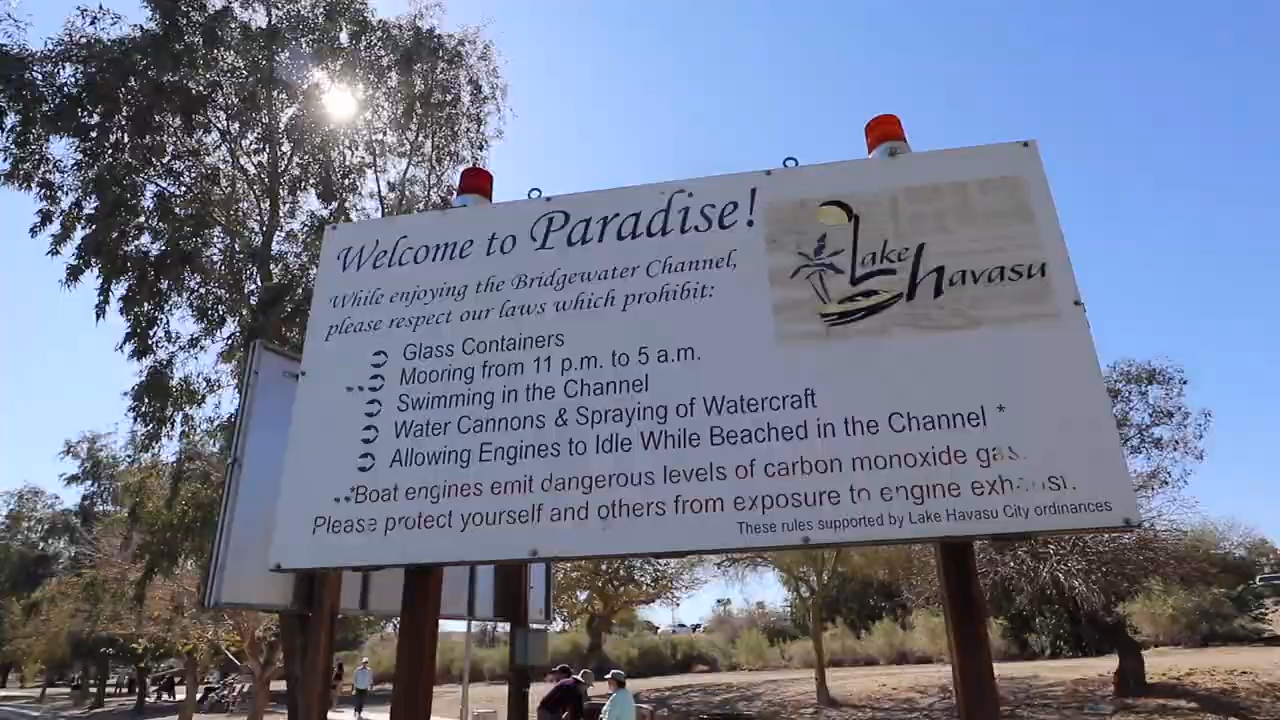 Welcome to Paradise!
While enjoying the Bridgewater Channel,
please respect our laws which prohibit:
Lake
Havasu
Glass Containers
Mooring from 11 p.m. to 5 a.m.
Swimming in the Channel
Water Cannons & Spraying of Watercraft
Allowing Engines to Idle While Beached in the Channel *
*Boat engines emit dangerous levels of carbon monoxide gas.
Please protect yourself and others from exposure to engine exhaust.
These rules supported by Lake Havasu City ordinances